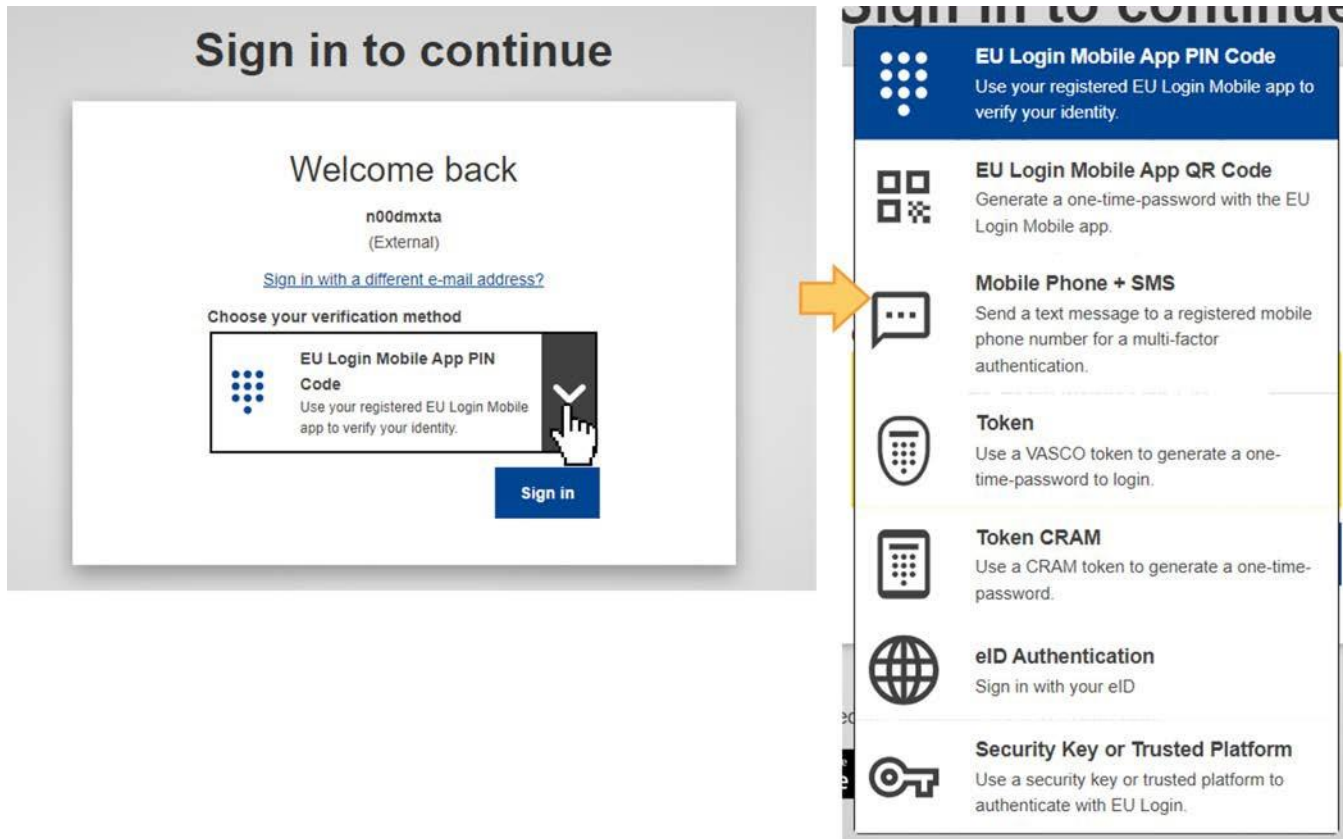 Sign in to continue
Welcome back
n00dmxta
(External)
Sign in with a different e-mail address?
Choose your verification method
EU Login Mobile App PIN
Code
Use your registered EU Login Mobile
app to verify your identity.
Sign in
Sign in to continue
EU Login Mobile App PIN Code
Use your registered EU Login Mobile app to
verify your identity.
EU Login Mobile App QR Code
Generate a one-time-password with the EU
Login Mobile app.
Mobile Phone + SMS
Send a text message to a registered mobile
phone number for a multi-factor
authentication.
Token
Use a VASCO token to generate a one-
time-password to login.
Token CRAM
Use a CRAM token to generate a one-time-
password.
eID Authentication
Sign in with your eID
Security Key or Trusted Platform
Use a security key or trusted platform to
authenticate with EU Login.